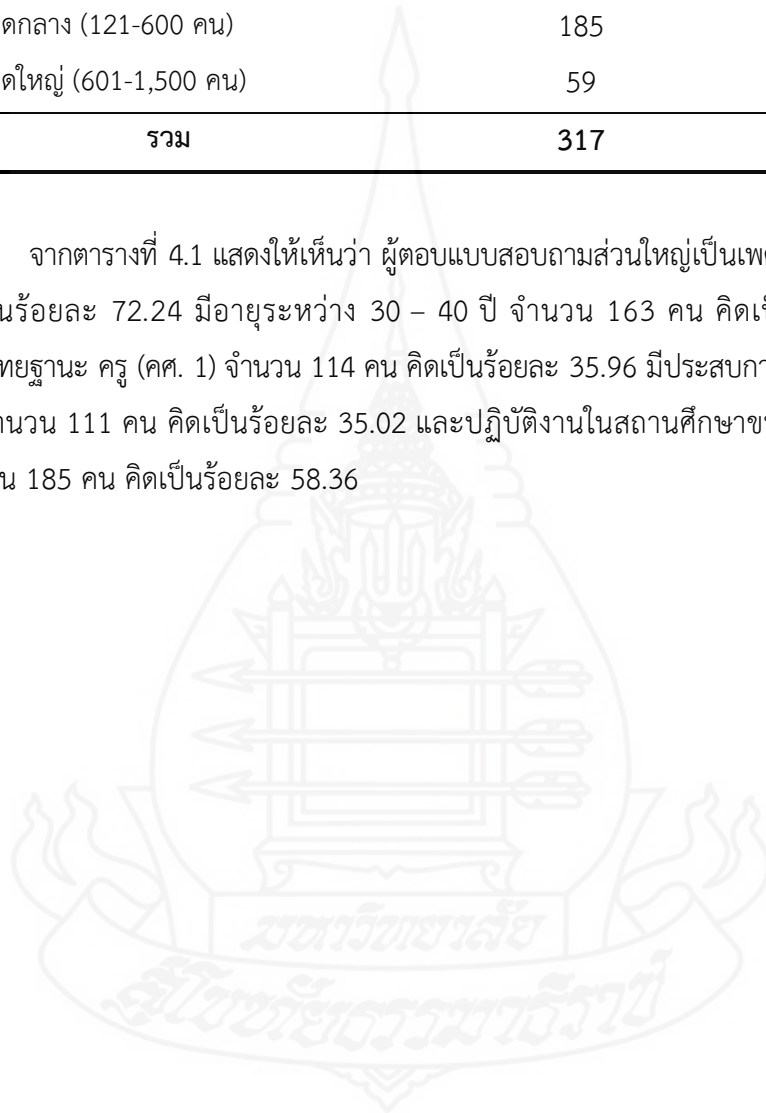 ดกลาง (121-600 คน) 185
ดใหญ่ (601-1,500 คน) 59
รวม 317
จากตารางที่ 4.1 แสดงให้เห็นว่า ผู้ตอบแบบสอบถามส่วนใหญ่เป็นเพศ
นร้อยละ 72.24 มีอายุระหว่าง 30 – 40 ปี จำนวน 163 คน คิดเป็
ทยฐานะ ครู (คศ. 1) จำนวน 114 คน คิดเป็นร้อยละ 35.96 มีประสบกา
านวน 111 คน คิดเป็นร้อยละ 35.02 และปฏิบัติงานในสถานศึกษาขน
น 185 คน คิดเป็นร้อยละ 58.36
มหาวิทยาลัย
สุโขทัยธรรมาธิราช